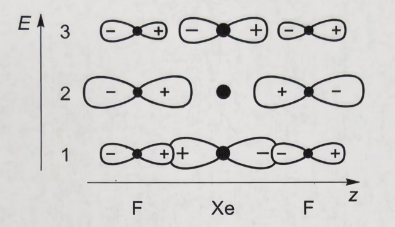 E
3 − + − + − +
2 − + + −
1 − + + − − +
z
F Xe F